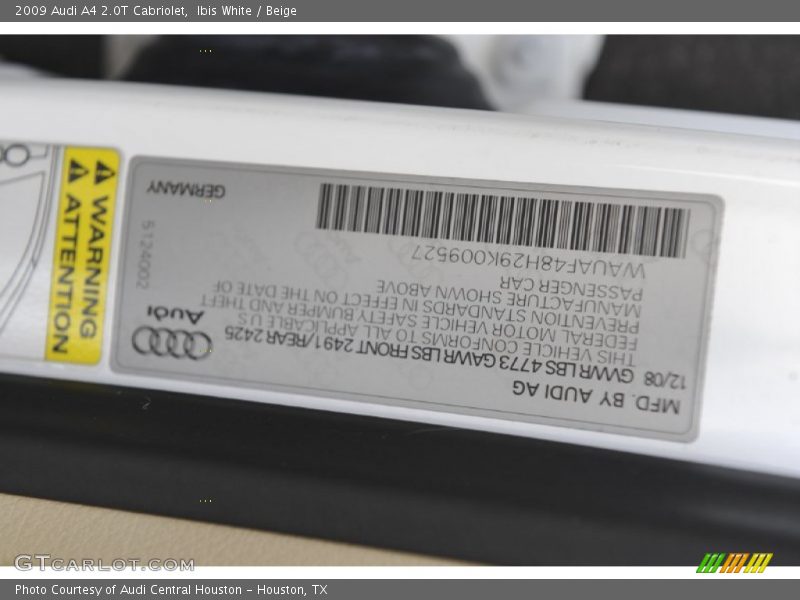 2009 Audi A4 2.0T Cabriolet, Ibis White / Beige
WARNING
ATTENTION
MFD. BY AUDI AG
12/08 GWWR LBS 4773 GAWR LBS FRONT 2491/REAR 2425
THIS VEHICLE CONFORMS TO ALL APPLICABLE U.S.
FEDERAL MOTOR VEHICLE SAFETY BUMPER AND THEFT
PREVENTION STANDARDS IN EFFECT ON THE DATE OF
MANUFACTURE SHOWN ABOVE
PASSENGER CAR
WAUAF48H29K009527
Audi
5124002
GERMANY
GTCARLOT.COM
Photo Courtesy of Audi Central Houston - Houston, TX